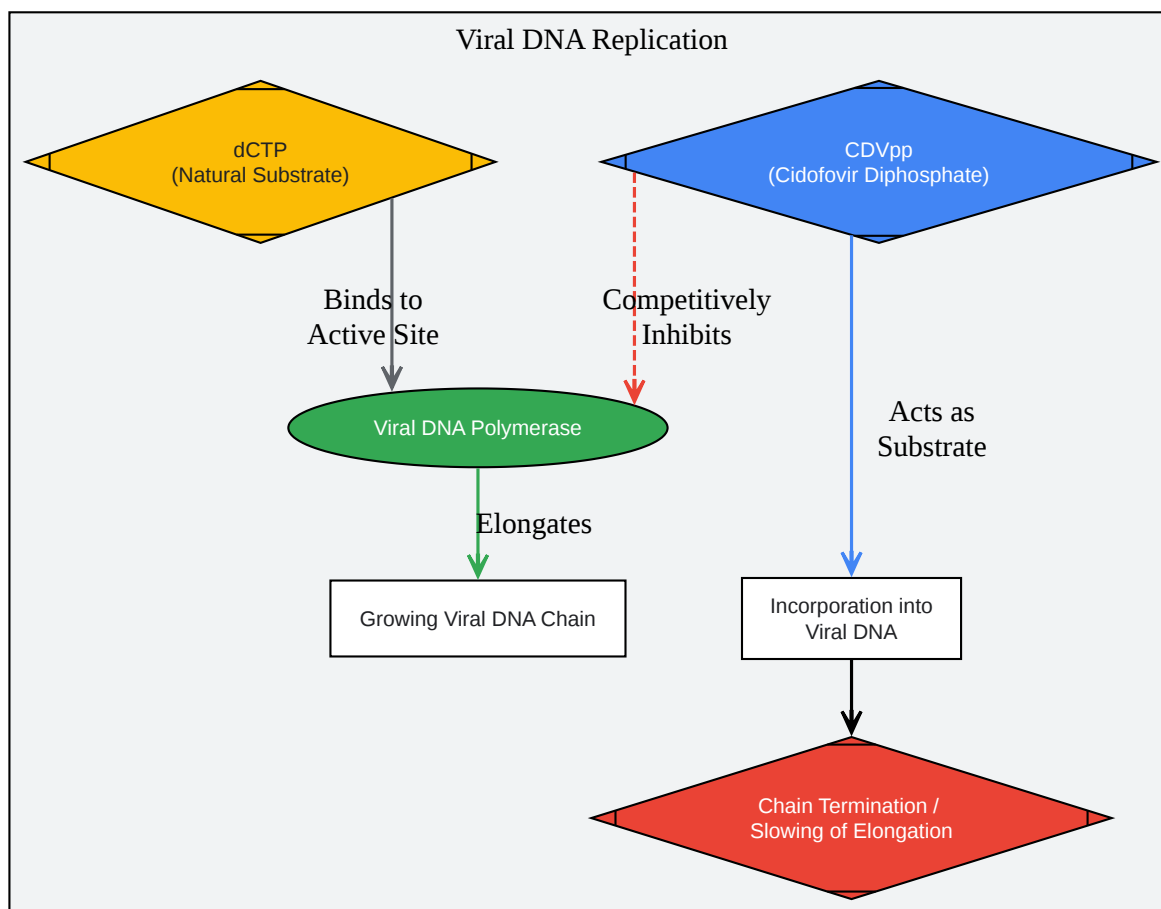 Viral DNA Replication
dCTP
(Natural Substrate)
CDVpp
(Cidofovir Diphosphate)
Binds to
Active Site
Competitively
Inhibits
Viral DNA Polymerase
Acts as
Substrate
Elongates
Growing Viral DNA Chain
Incorporation into
Viral DNA
Chain Termination /
Slowing of Elongation